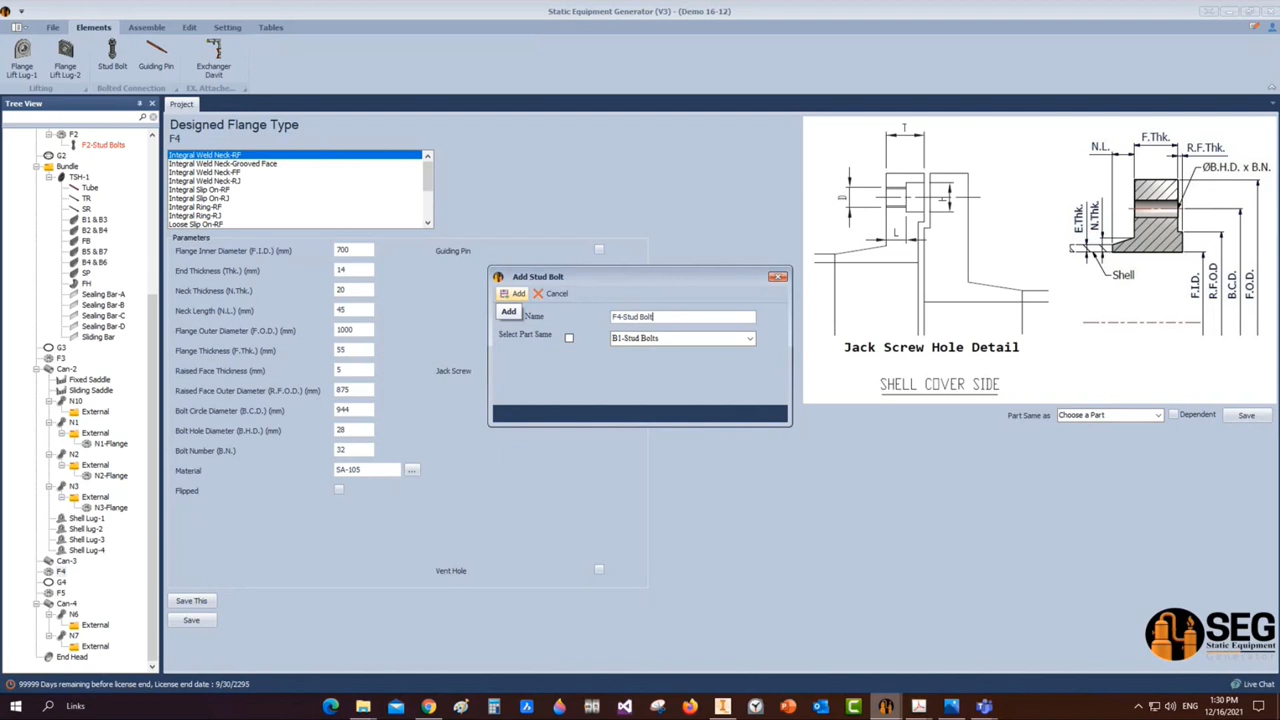 Static Equipment Generator (V3) - (Demo 16-12)
File Elements Assemble Edit Setting Tables
Flange Lift Lug-1
Flange Lift Lug-2
Stud Bolt
Guiding Pin
Exchanger Davit
Lifting Bolted Connection EX. Attache...
Tree View
F2
F2-Stud Bolts
G2
Bundle
TSH-1
Tube
TR
SR
B1 & B3
B2 & B4
FB
B5 & B7
B4 & B6
SP
FH
Sealing Bar-A
Sealing Bar-B
Sealing Bar-C
Sealing Bar-D
Sliding Bar
G3
F3
Can-2
Fixed Saddle
Sliding Saddle
N10
External
N1
External
N1-Flange
N2
External
N2-Flange
N3
External
N3-Flange
Shell Lug-1
Shell lug-2
Shell Lug-3
Shell Lug-4
Can-3
F4
G4
F5
Can-4
N6
External
N7
External
End Head
Project
Designed Flange Type
F4
Integral Weld Neck-RF
Integral Weld Neck-Grooved Face
Integral Weld Neck-FF
Integral Weld Neck-RJ
Integral Slip On-RF
Integral Slip On-RJ
Integral Ring-RF
Integral Ring-RJ
Loose Slip On-RF
Parameters
Flange Inner Diameter (F.I.D.) (mm) 700
End Thickness (Thk.) (mm) 14
Neck Thickness (N.Thk.) (mm) 20
Neck Length (N.L.) (mm) 45
Flange Outer Diameter (F.O.D.) (mm) 1000
Flange Thickness (F.Thk.) (mm) 55
Raised Face Thickness (mm) 5
Raised Face Outer Diameter (R.F.O.D.) (mm) 875
Bolt Circle Diameter (B.C.D.) (mm) 944
Bolt Hole Diameter (B.H.D.) (mm) 28
Bolt Number (B.N.) 32
Material SA-105 ...
Flipped
Guiding Pin
Jack Screw
Vent Hole
Save This
Save
Add Stud Bolt
Add Cancel
Add
Name F4-Stud Bolt
Select Part Same B1-Stud Bolts
T
D
H
L
N.L.
F.Thk.
R.F.Thk.
ØB.H.D. x B.N.
E.Thk.
N.Thk.
Shell
F.I.D.
R.F.O.D
B.C.D.
F.O.D.
Jack Screw Hole Detail
SHELL COVER SIDE
Part Same as Choose a Part Dependent Save
SEG
Static Equipment
Generator
99999 Days remaining before license end, License end date : 9/30/2295
Live Chat
Links
ENG
1:30 PM
12/16/2021